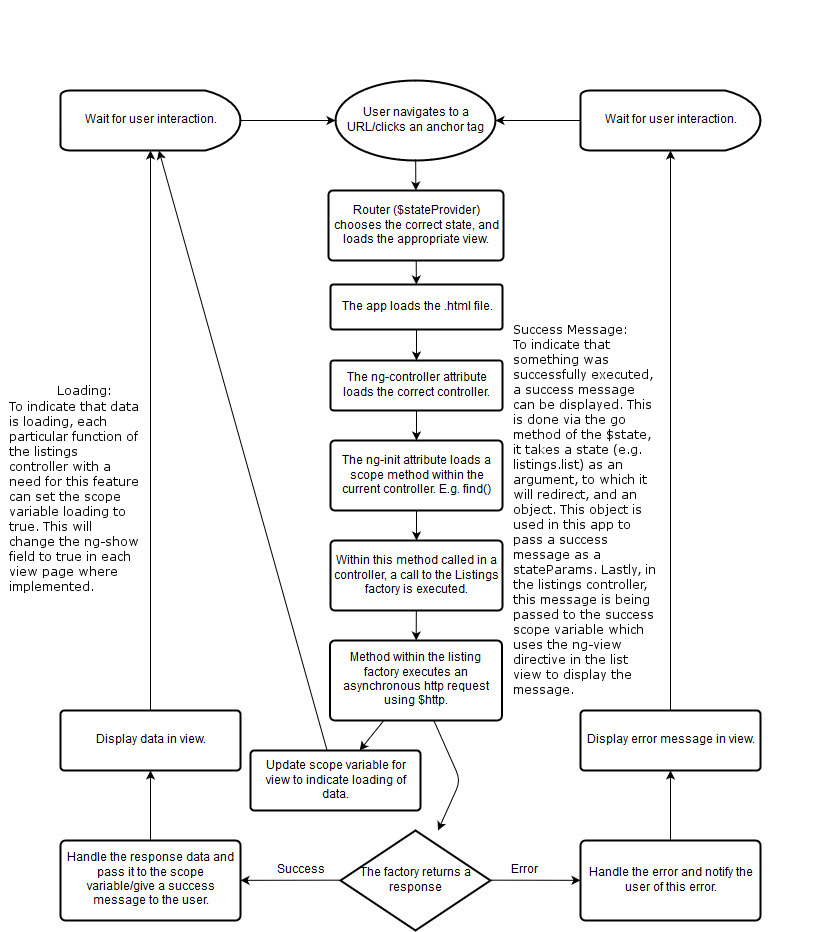 Wait for user interaction.
User navigates to a
URL/clicks an anchor tag
Wait for user interaction.
Router ($stateProvider)
chooses the correct state, and
loads the appropriate view.
The app loads the .html file.
The ng-controller attribute
loads the correct controller.
The ng-init attribute loads a
scope method within the
current controller. E.g. find()
Within this method called in a
controller, a call to the Listings
factory is executed.
Method within the listing
factory executes an
asynchronous http request
using $http.
Loading:
To indicate that data
is loading, each
particular function of
the listings
controller with a
need for this feature
can set the scope
variable loading to
true. This will
change the ng-show
field to true in each
view page where
implemented.
Success Message:
To indicate that
something was
successfully executed,
a success message
can be displayed. This
is done via the go
method of the $state,
it takes a state (e.g.
listings.list) as an
argument, to which it
will redirect, and an
object. This object is
used in this app to
pass a success
message as a
stateParams. Lastly, in
the listings controller,
this message is being
passed to the success
scope variable which
uses the ng-view
directive in the list
view to display the
message.
Display data in view.
Update scope variable for
view to indicate loading of
data.
Display error message in view.
Handle the response data and
pass it to the scope
variable/give a success
message to the user.
Success
The factory returns a
response
Error
Handle the error and notify the
user of this error.